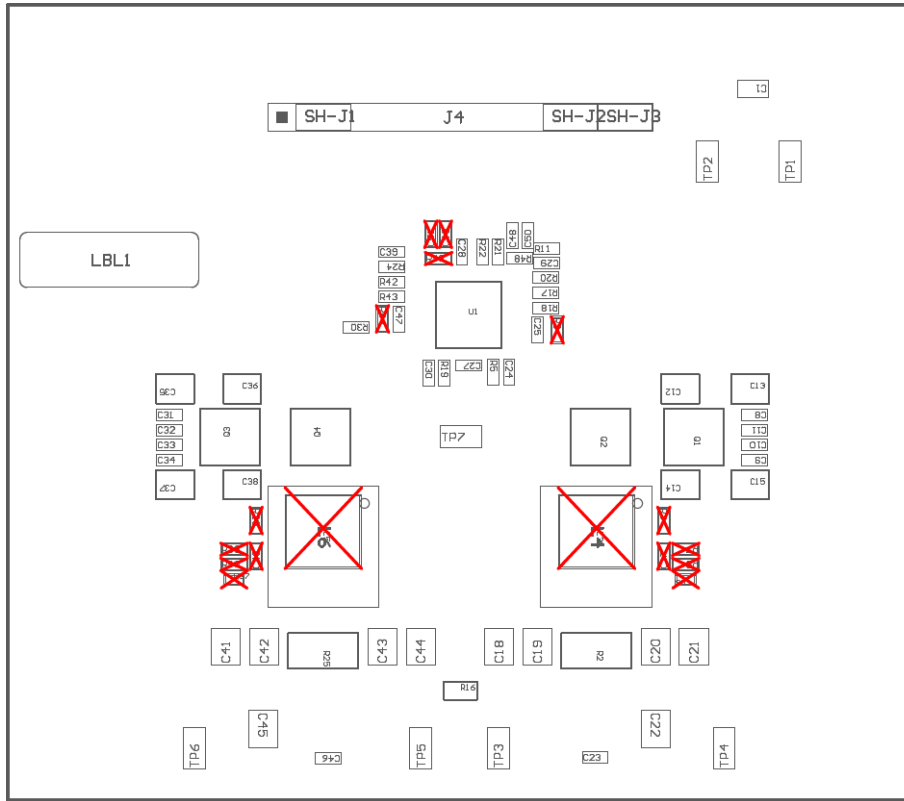 C1
SH-J1 J4 SH-J2 SH-J3
TP2 TP1
LBL1
C39 C28 R22 R21 C48 C50 R11
R24 R48 C29
R42 R20
R43 R17
U1 R18
R30 C47 C25
C30 R19 C27 R5 C24
C35 C36 C12 C13
C31 C8
C32 Q3 Q4 TP7 Q2 Q1 C11
C33 C10
C34 C9
C37 C38 C14 C15
C41 C42 R25 C43 C44 C18 C19 R2 C20 C21
R16
C45 C22
TP6 C46 TP5 TP3 C23 TP4